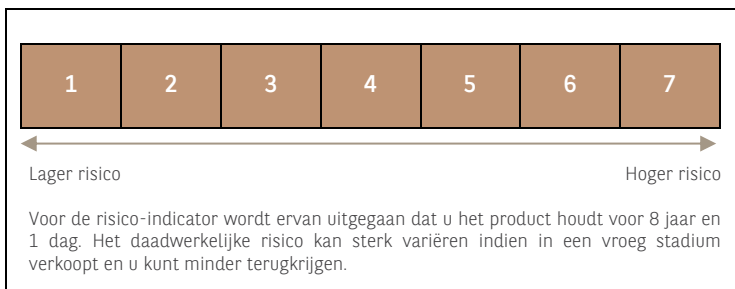 1 2 3 4 5 6 7
Lager risico Hoger risico
Voor de risico-indicator wordt ervan uitgegaan dat u het product houdt voor 8 jaar en
1 dag. Het daadwerkelijke risico kan sterk variëren indien in een vroeg stadium
verkoopt en u kunt minder terugkrijgen.